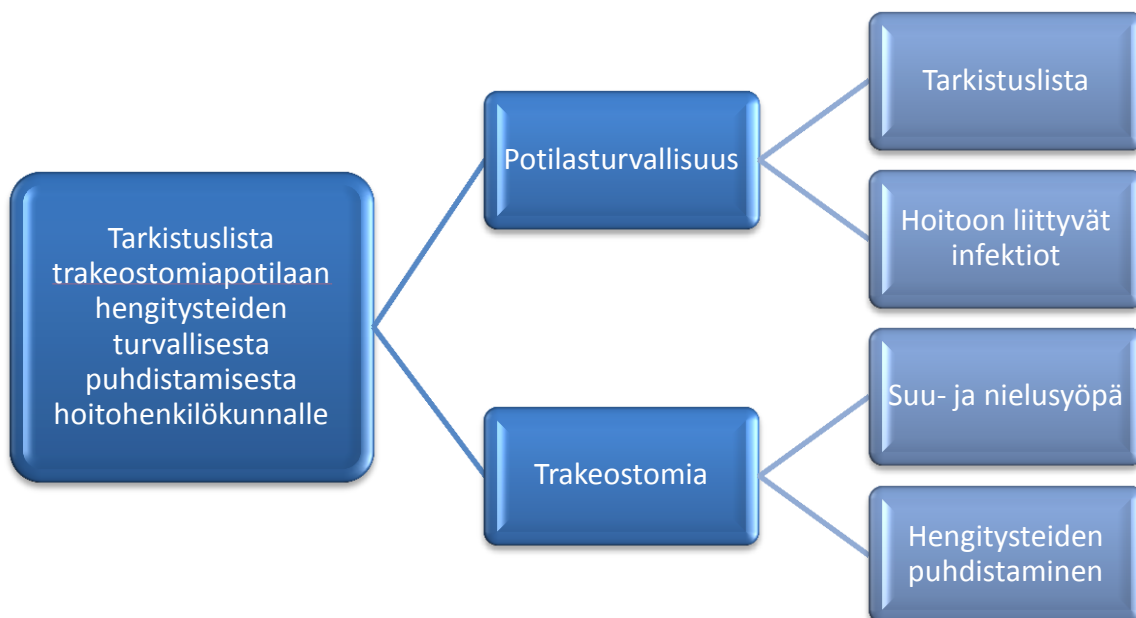 Tarkistuslista
trakeostomiapotilaan
hengitysteiden
turvallisesta
puhdistamisesta
hoitohenkilökunnalle
Potilasturvallisuus
Tarkistuslista
Hoitoon liittyvät
infektiot
Trakeostomia
Suu- ja nielusyöpä
Hengitysteiden
puhdistaminen